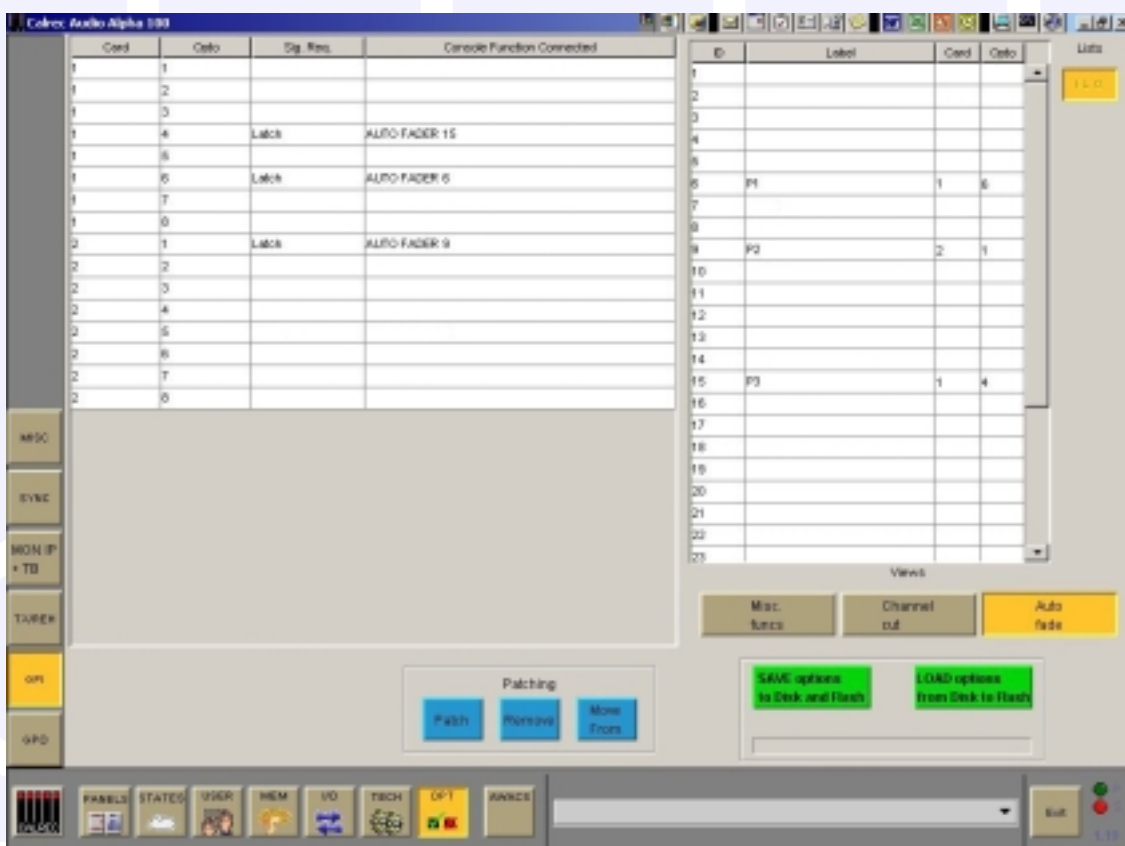 Calrec Audio Alpha 100
Card Opto Sig. Req. Console Function Connected
1 1
1 2
1 3
1 4 Latch AUTO FADER 15
1 5
1 6 Latch AUTO FADER 6
1 7
1 8
2 1 Latch AUTO FADER 9
2 2
2 3
2 4
2 5
2 6
2 7
2 8
ID Label Card Opto
1
2
3
4
5
6 P1 1 6
7
8
9 P2 2 1
10
11
12
13
14
15 P3 1 4
16
17
18
19
20
21
22
23
Lists
Views
Misc. funcs
Channel cut
Auto fade
MISC
SYNC
MON IP + TB
TX/REH
GPI
GPO
Patching
Patch
Remove
Move From
SAVE options to Disk and Flash
LOAD options from Disk to Flash
CALREC
PANELS
STATES
USER
MEM
I/O
TECH
OPT
AWACS
Exit